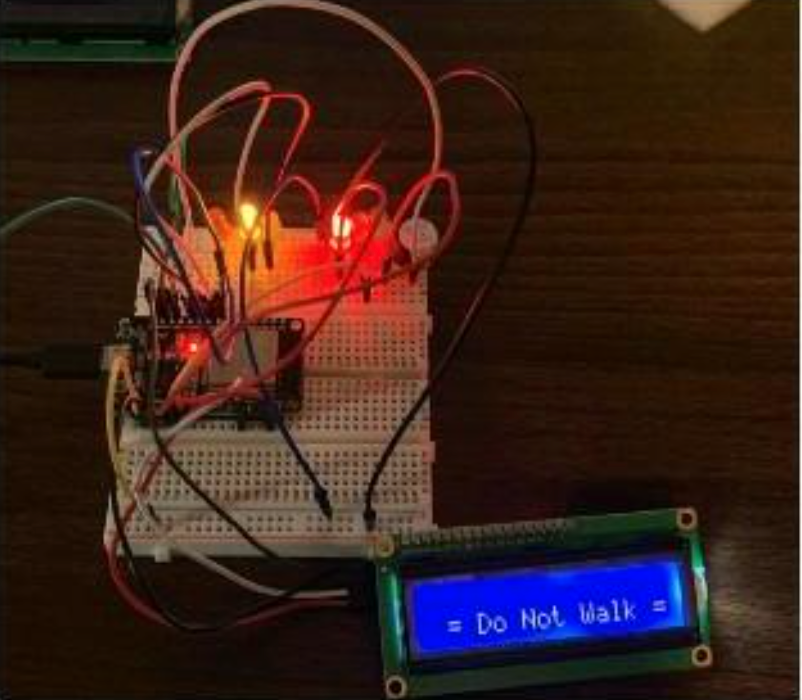 = Do Not Walk =